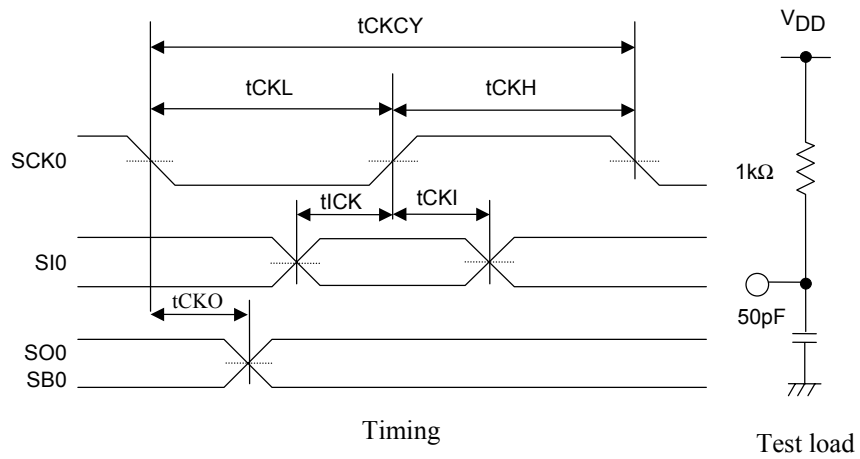 tCKCY
VDD
tCKL
tCKH
SCK0
1kΩ
tICK
tCKI
SI0
tCKO
50pF
SO0
SB0
Timing
Test load